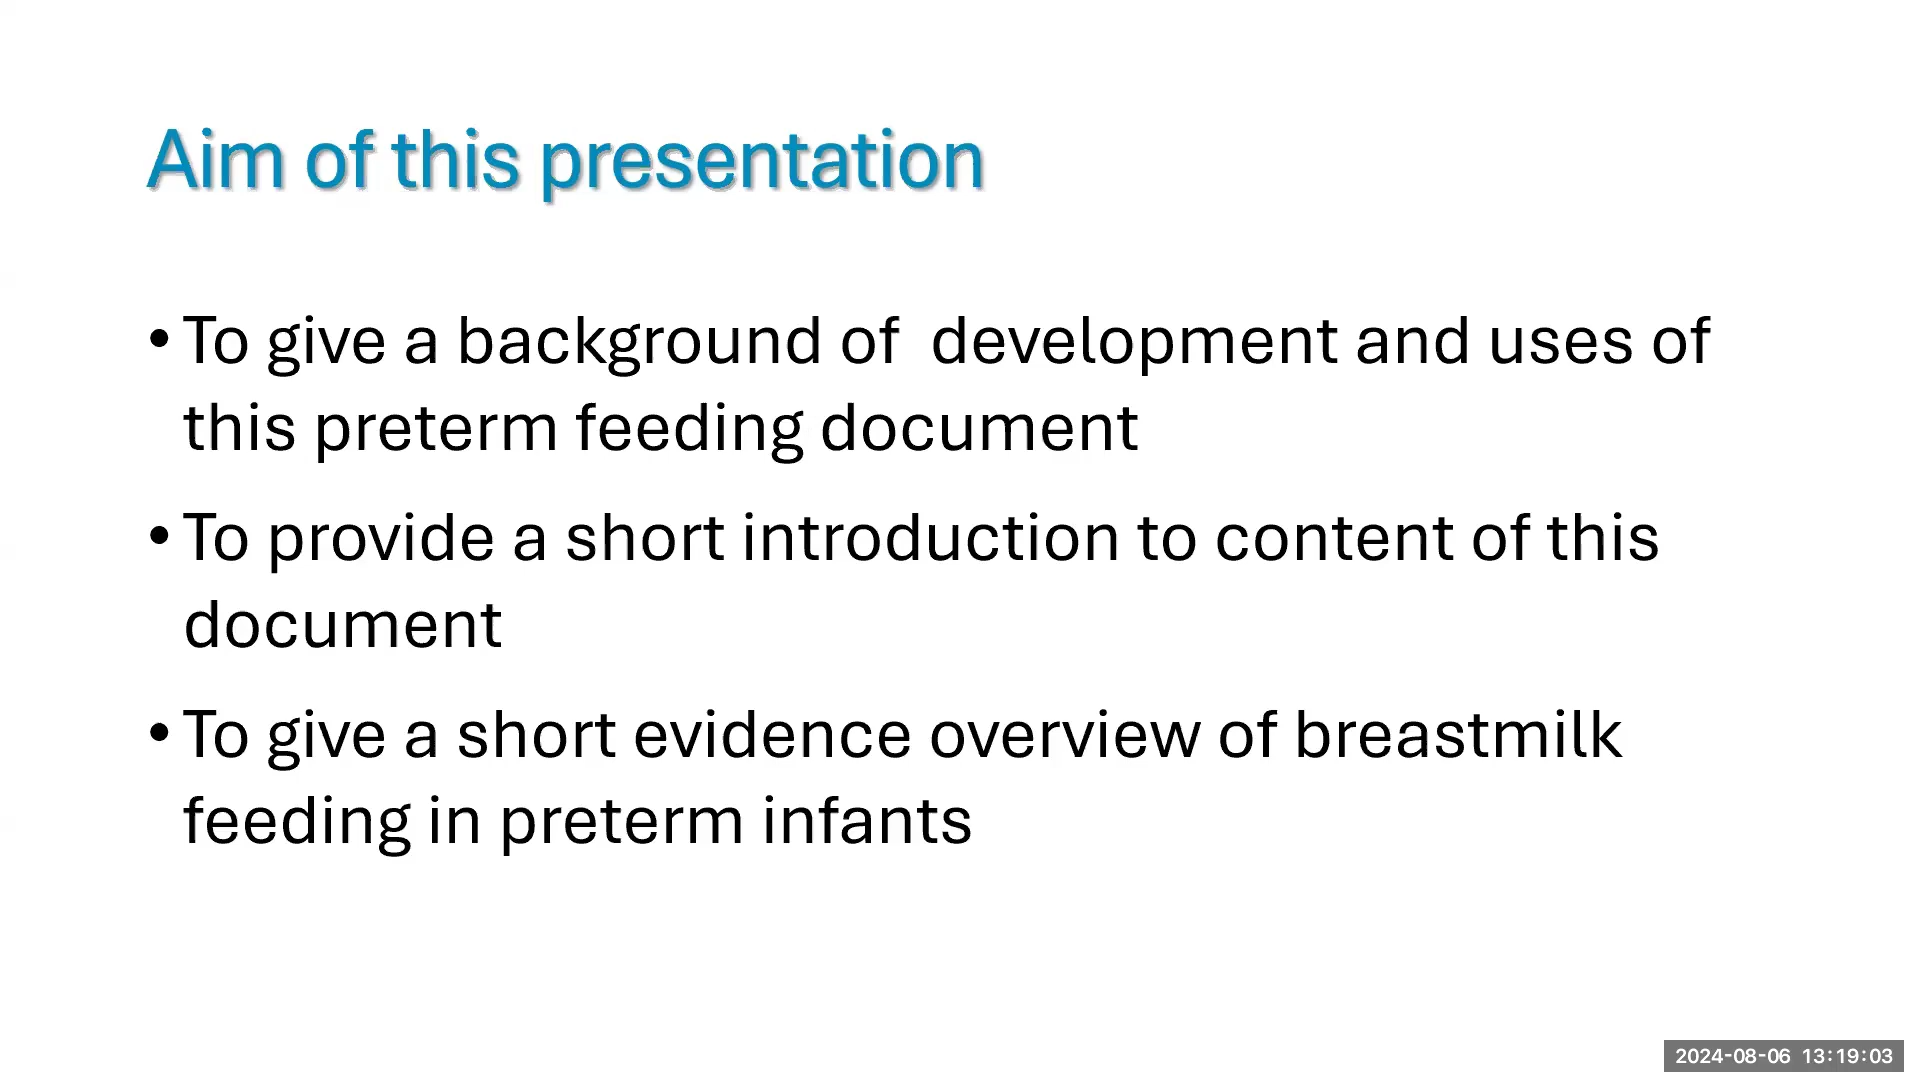 Aim of this presentation
• To give a background of  development and uses of
this preterm feeding document
• To provide a short introduction to content of this
document
• To give a short evidence overview of breastmilk
feeding in preterm infants
2024-08-06 13:19:03